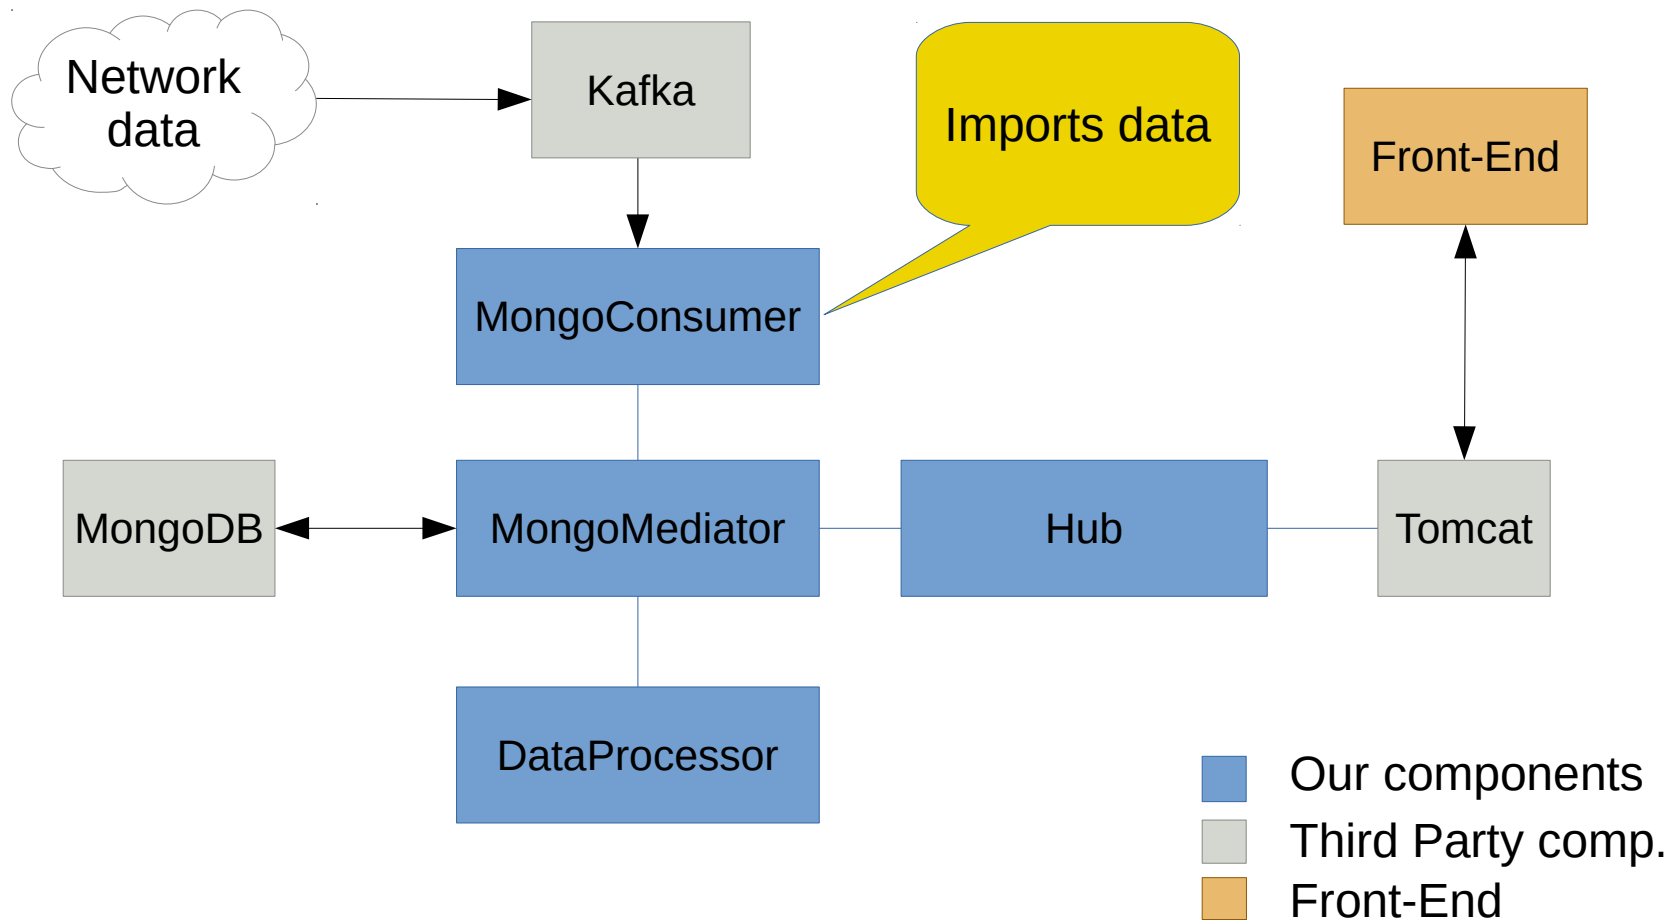 Network
data
Kafka
Imports data
Front-End
MongoConsumer
MongoDB
MongoMediator
Hub
Tomcat
DataProcessor
Our components
Third Party comp.
Front-End